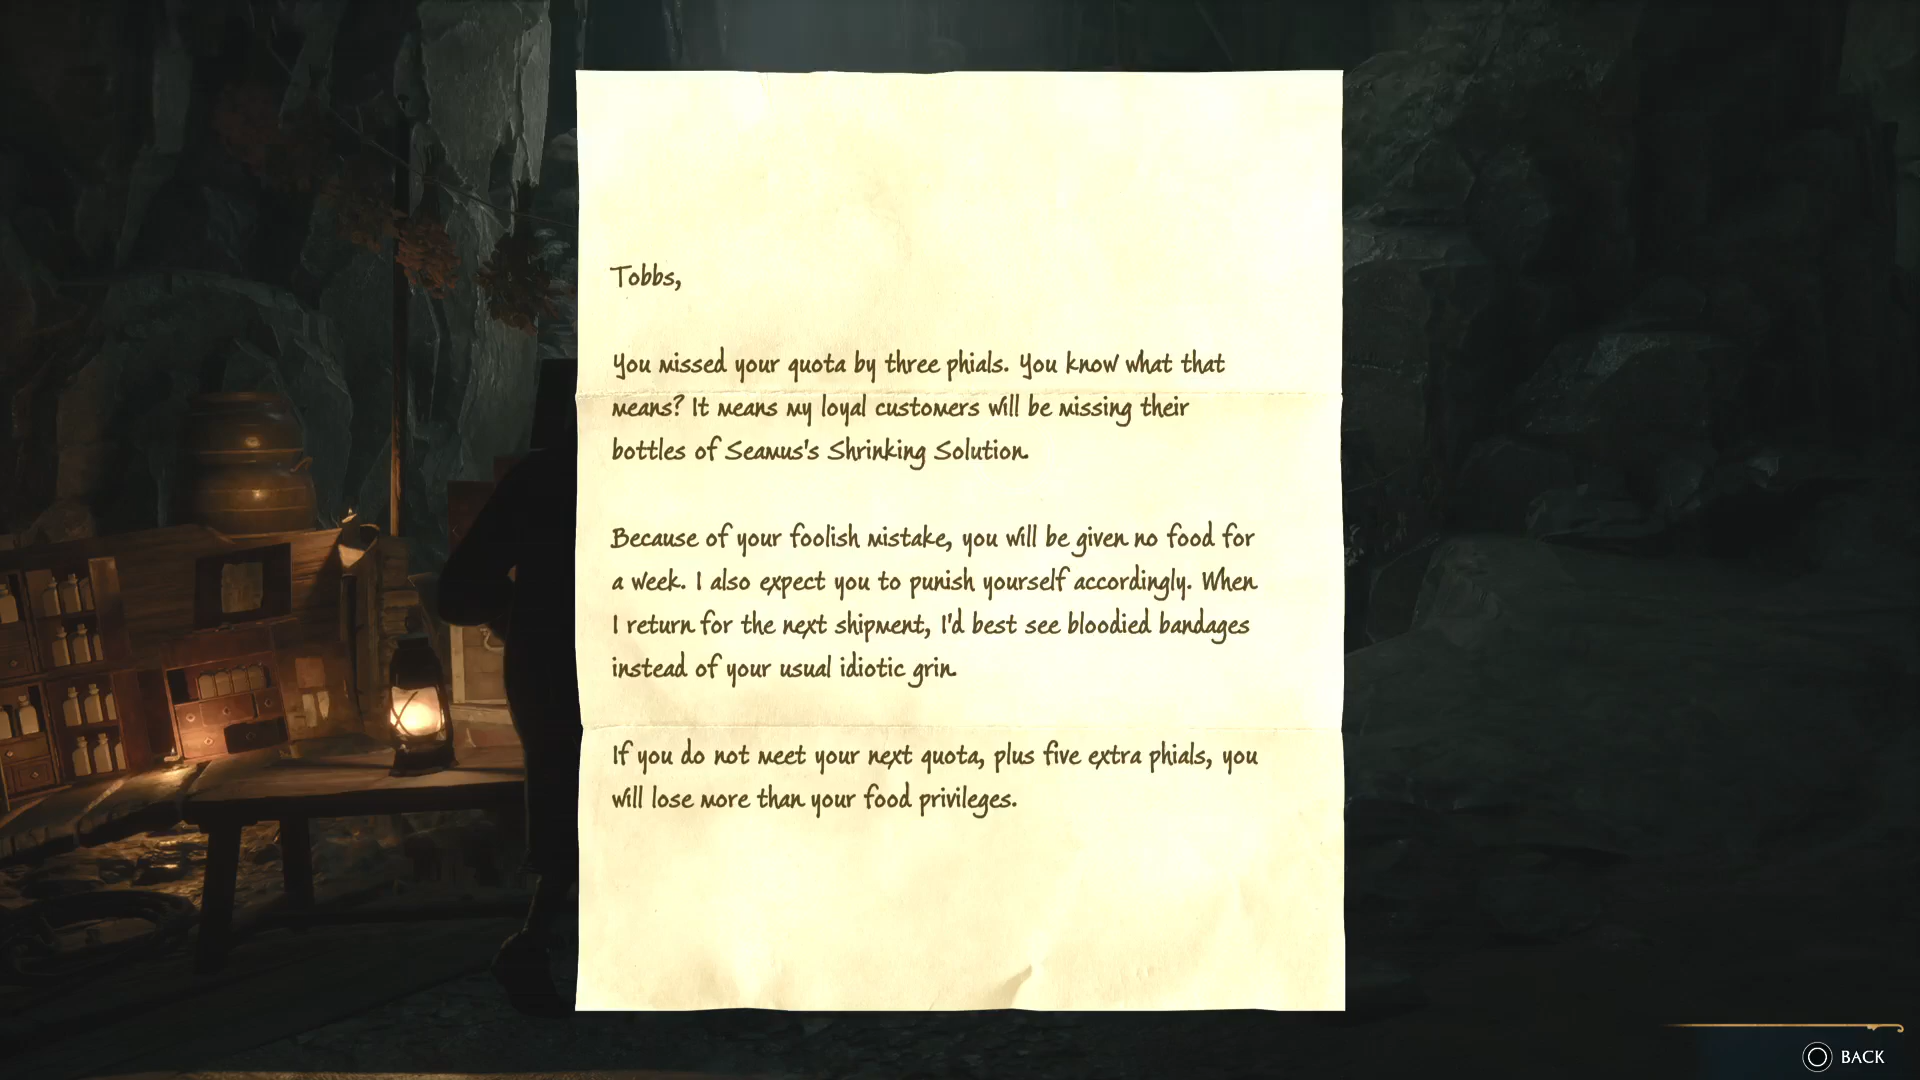 Tobbs,
You missed your quota by three phials. You know what that
means? It means my loyal customers will be missing their
bottles of Seamus's Shrinking Solution.
Because of your foolish mistake, you will be given no food for
a week. I also expect you to punish yourself accordingly. When
I return for the next shipment, I'd best see bloodied bandages
instead of your usual idiotic grin.
If you do not meet your next quota, plus five extra phials, you
will lose more than your food privileges.
BACK